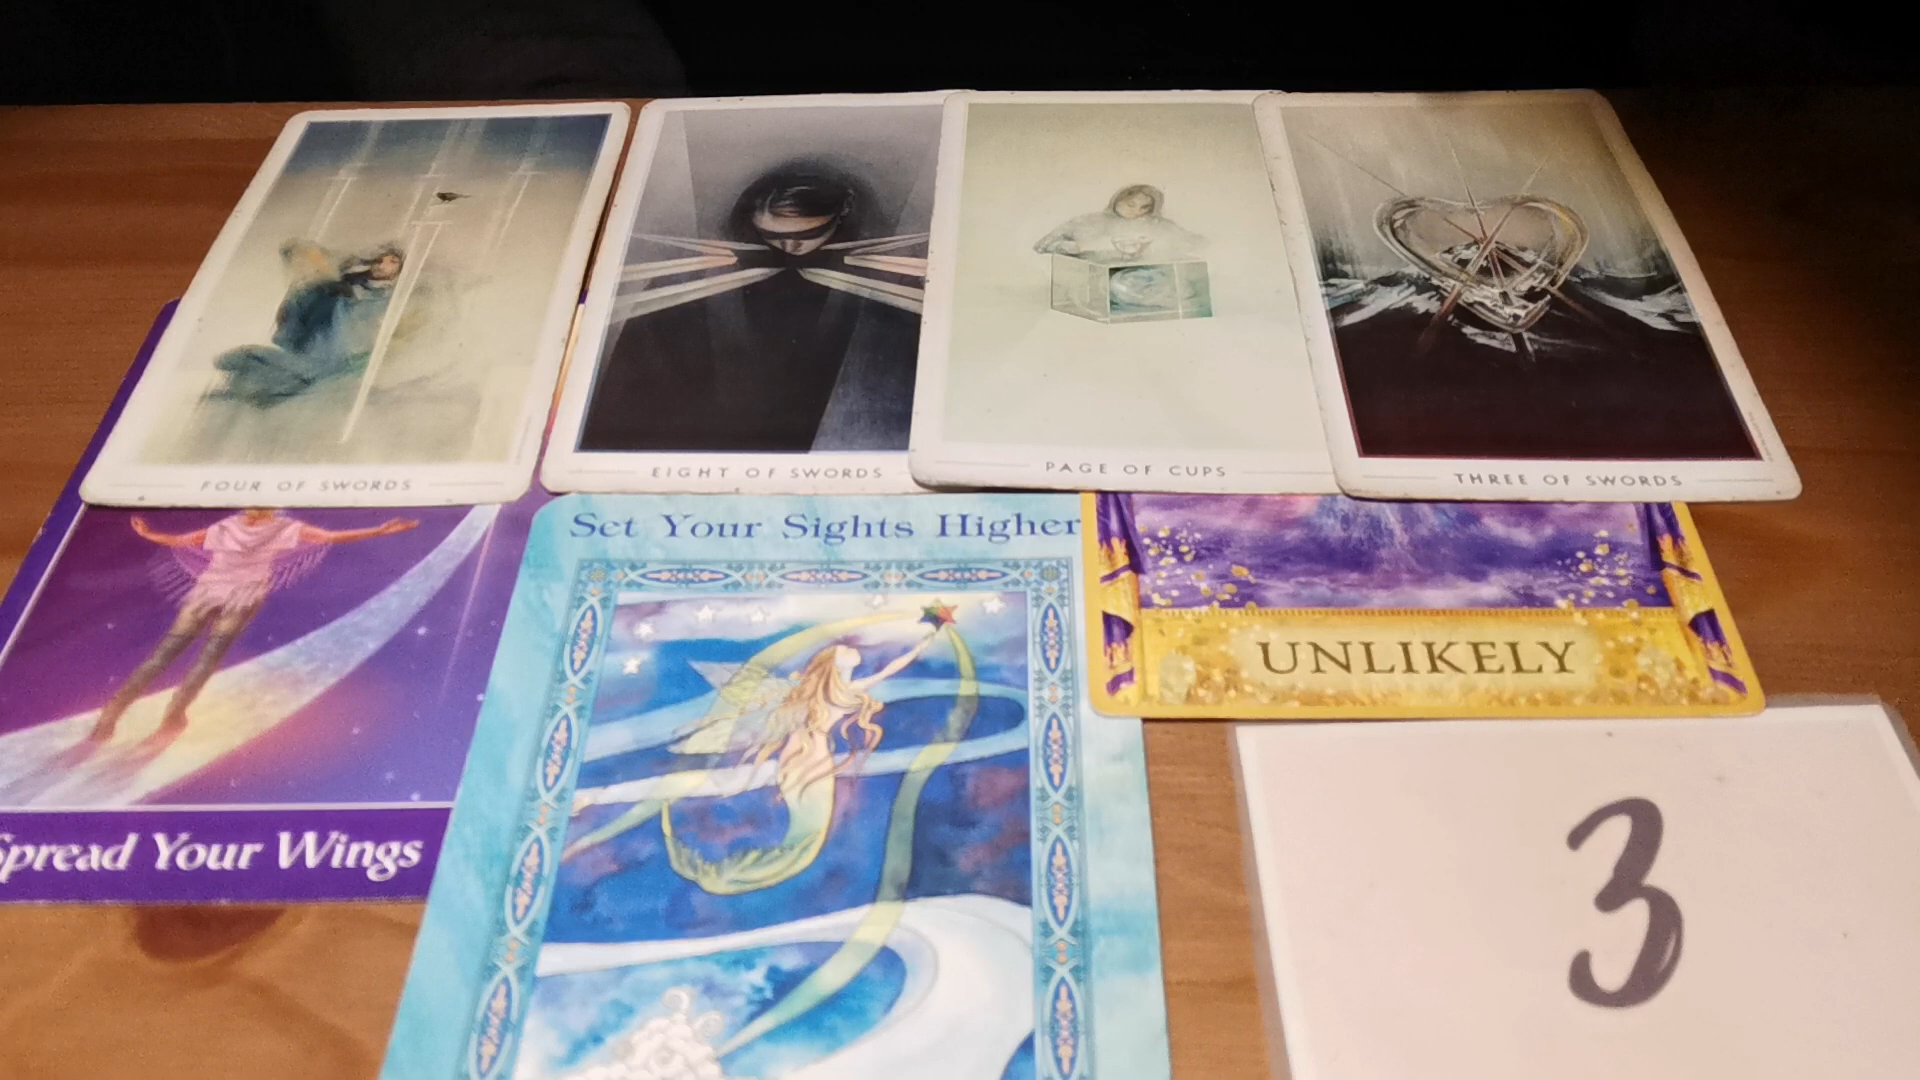 FOUR OF SWORDS
EIGHT OF SWORDS
PAGE OF CUPS
THREE OF SWORDS
Set Your Sights Higher
UNLIKELY
Spread Your Wings
3